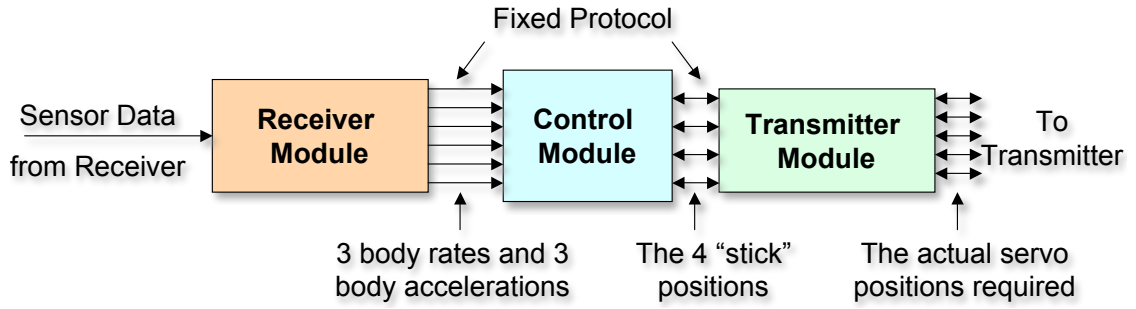 Fixed Protocol
Sensor Data
from Receiver
Receiver
Module
Control
Module
Transmitter
Module
To
Transmitter
3 body rates and 3
body accelerations
The 4 “stick”
positions
The actual servo
positions required